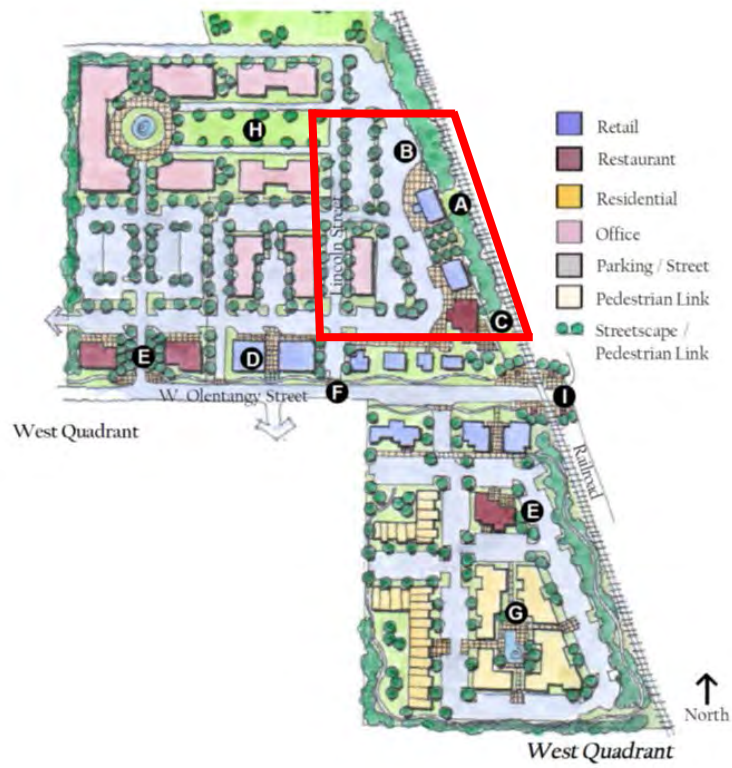 H
B
Retail
Restaurant
Residential
A
Office
Lincoln Street
Parking / Street
Pedestrian Link
C
Streetscape /
Pedestrian Link
E
D
F
I
W. Olentangy Street
West Quadrant
Railroad
E
G
North
West Quadrant